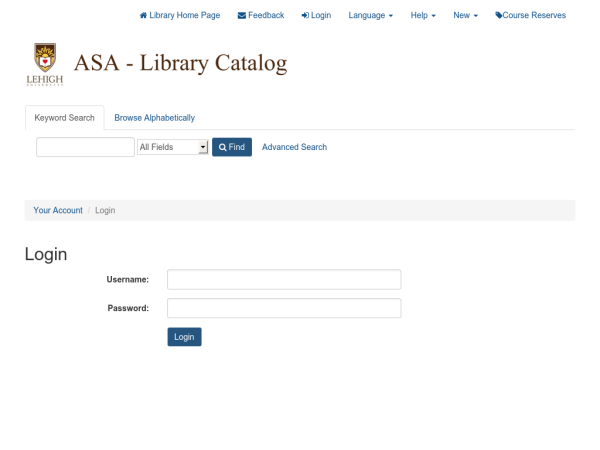 Library Home Page Feedback Login Language Help New Course Reserves
LEHIGH
UNIVERSITY
ASA - Library Catalog
Keyword Search Browse Alphabetically
All Fields Find Advanced Search
Your Account / Login
Login
Username:
Password:
Login